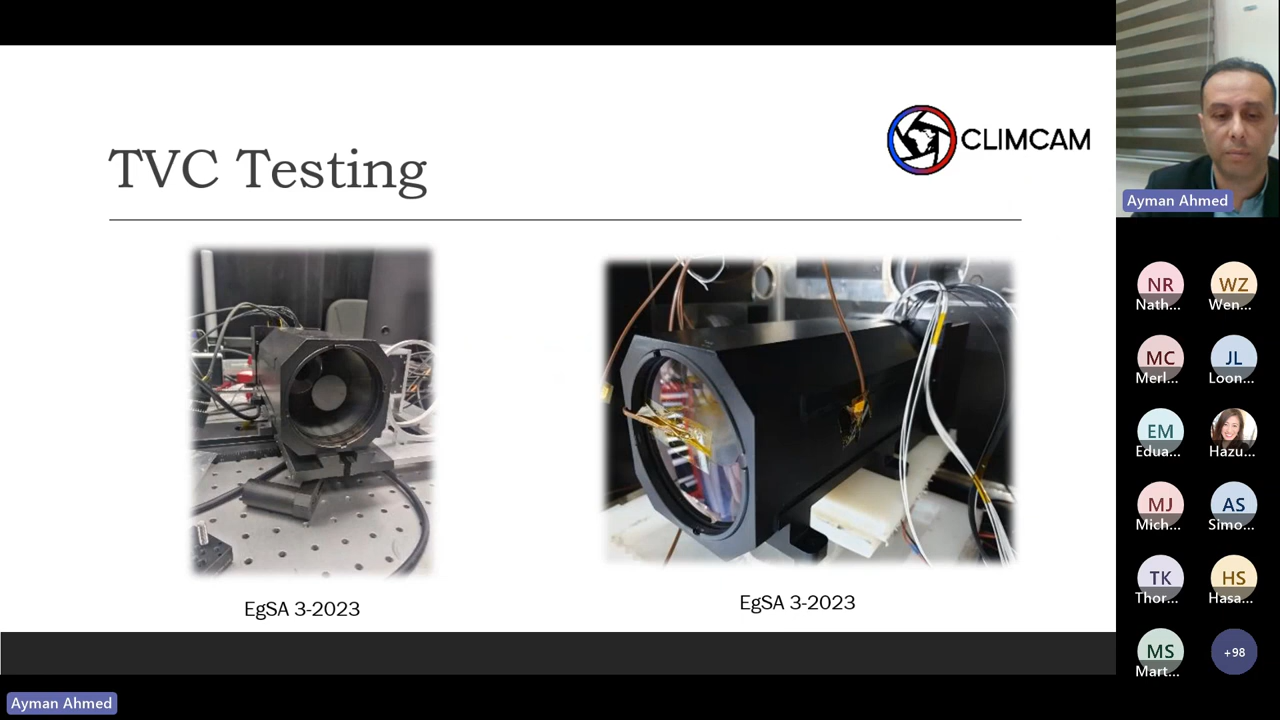 TVC Testing
CLIMCAM
EgSA 3-2023
EgSA 3-2023
Ayman Ahmed
Ayman Ahmed
NR
Nath...
WZ
Wen...
MC
Merl...
JL
Loon...
EM
Edua...
Hazu...
MJ
Mich...
AS
Simo...
TK
Thor...
HS
Hasa...
MS
Mart...
+98